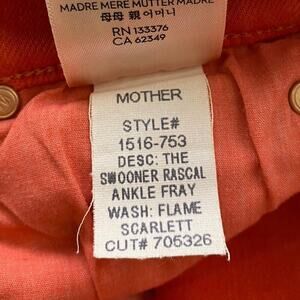 MADRE MERE MUTTER MADRE
母母 親 어머니
RN 133376
CA 62349
MOTHER
STYLE#
1516-753
DESC: THE
SWOONER RASCAL
ANKLE FRAY
WASH: FLAME
SCARLETT
CUT# 705326